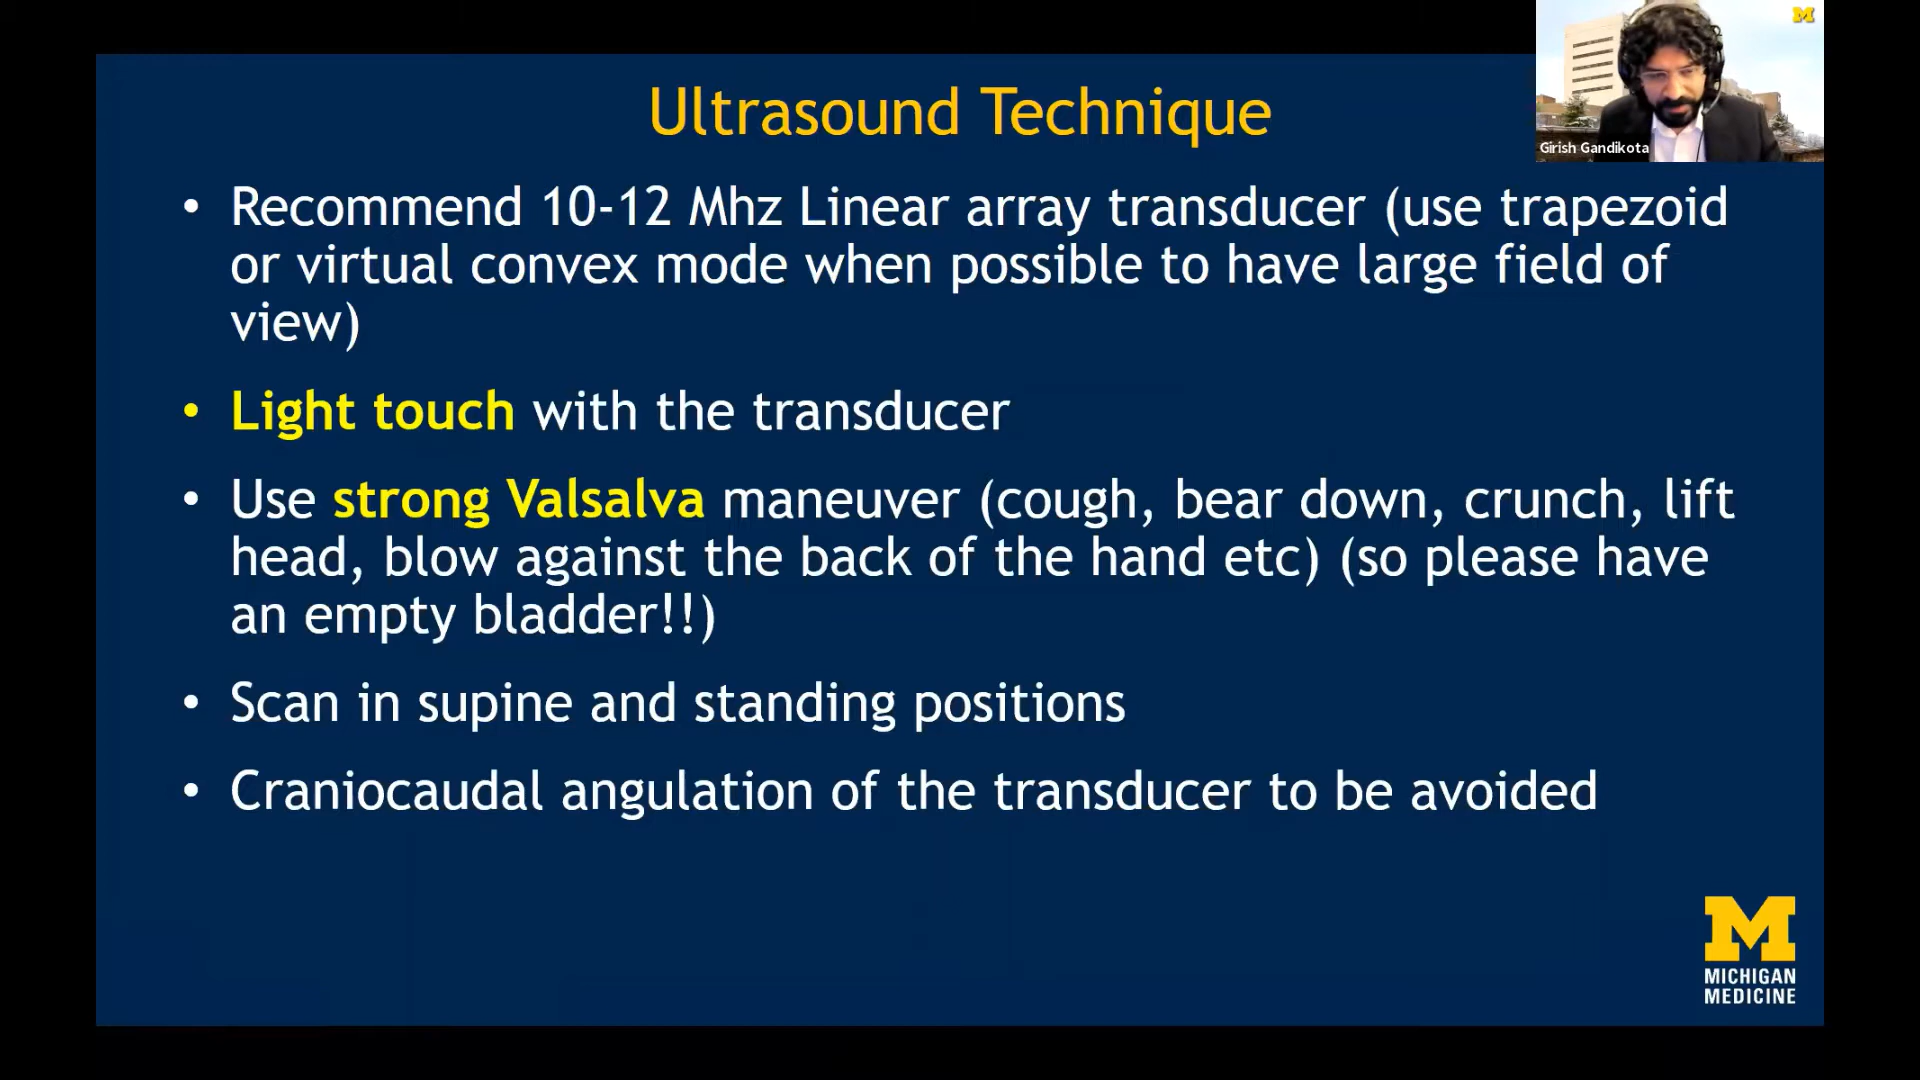 Ultrasound Technique
M
Girish Gandikota
• Recommend 10-12 Mhz Linear array transducer (use trapezoid
or virtual convex mode when possible to have large field of
view)
• Light touch with the transducer
• Use strong Valsalva maneuver (cough, bear down, crunch, lift
head, blow against the back of the hand etc) (so please have
an empty bladder!!)
• Scan in supine and standing positions
• Craniocaudal angulation of the transducer to be avoided
M
MICHIGAN
MEDICINE